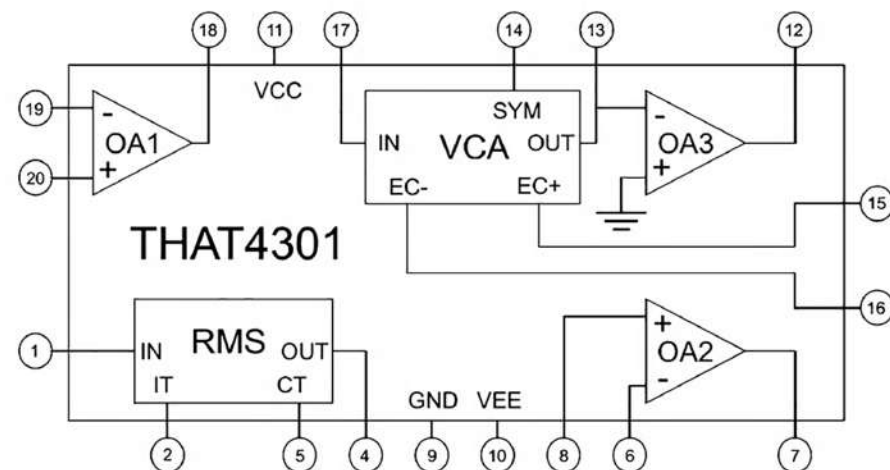 18 11 17 14 13 12
VCC
19 - OA1
20 +
SYM
IN VCA OUT
EC- EC+
- OA3
+
15
THAT4301
16
1 IN RMS OUT
IT CT
+ OA2
-
GND VEE
2 5 4 9 10 8 6 7